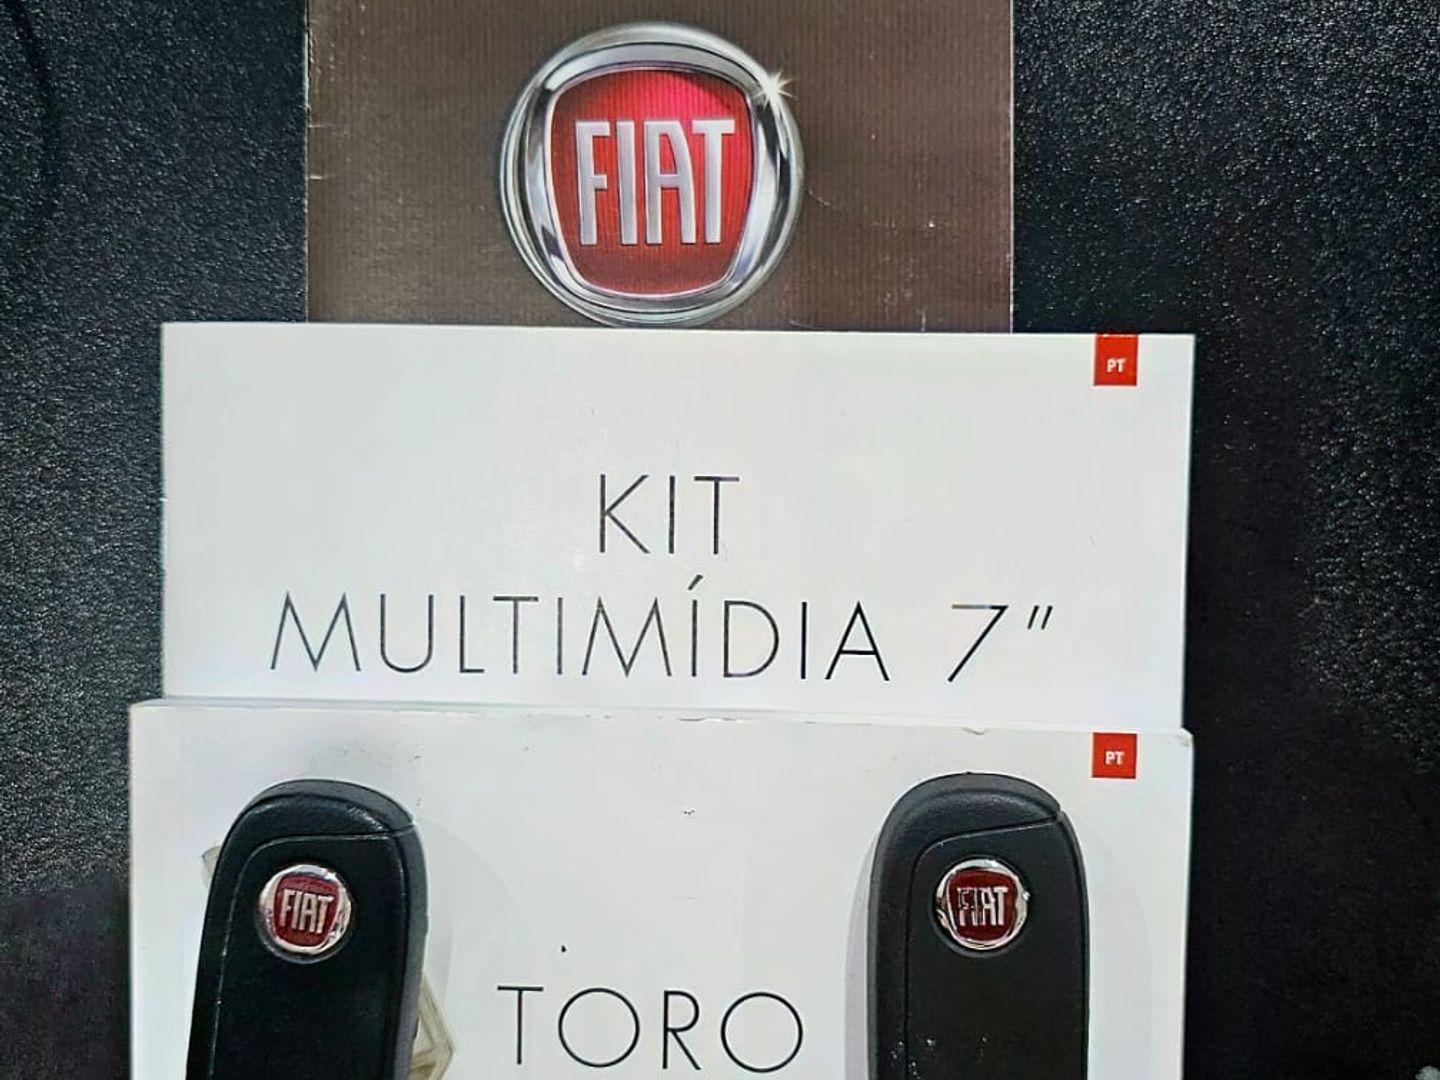 FIAT
PT
KIT
MULTIMÍDIA 7"
PT
FIAT
FIAT
TORO